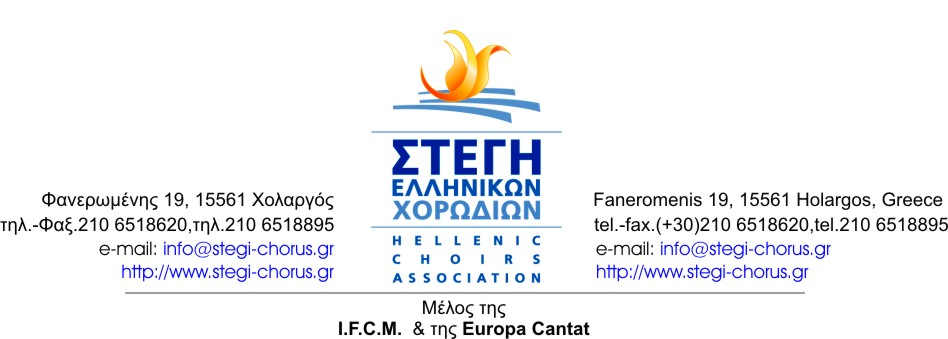 ΣΤΕΓΗ
ΕΛΛΗΝΙΚΩΝ
ΧΟΡΩΔΙΩΝ
HELLENIC
CHOIRS
ASSOCIATION
Φανερωμένης 19, 15561 Χολαργός
τηλ.-Φαξ.210 6518620,τηλ.210 6518895
e-mail: info@stegi-chorus.gr
http://www.stegi-chorus.gr
Faneromenis 19, 15561 Holargos, Greece
tel.-fax.(+30)210 6518620,tel.210 6518895
e-mail: info@stegi-chorus.gr
http://www.stegi-chorus.gr
Μέλος της
I.F.C.M. & της Europa Cantat